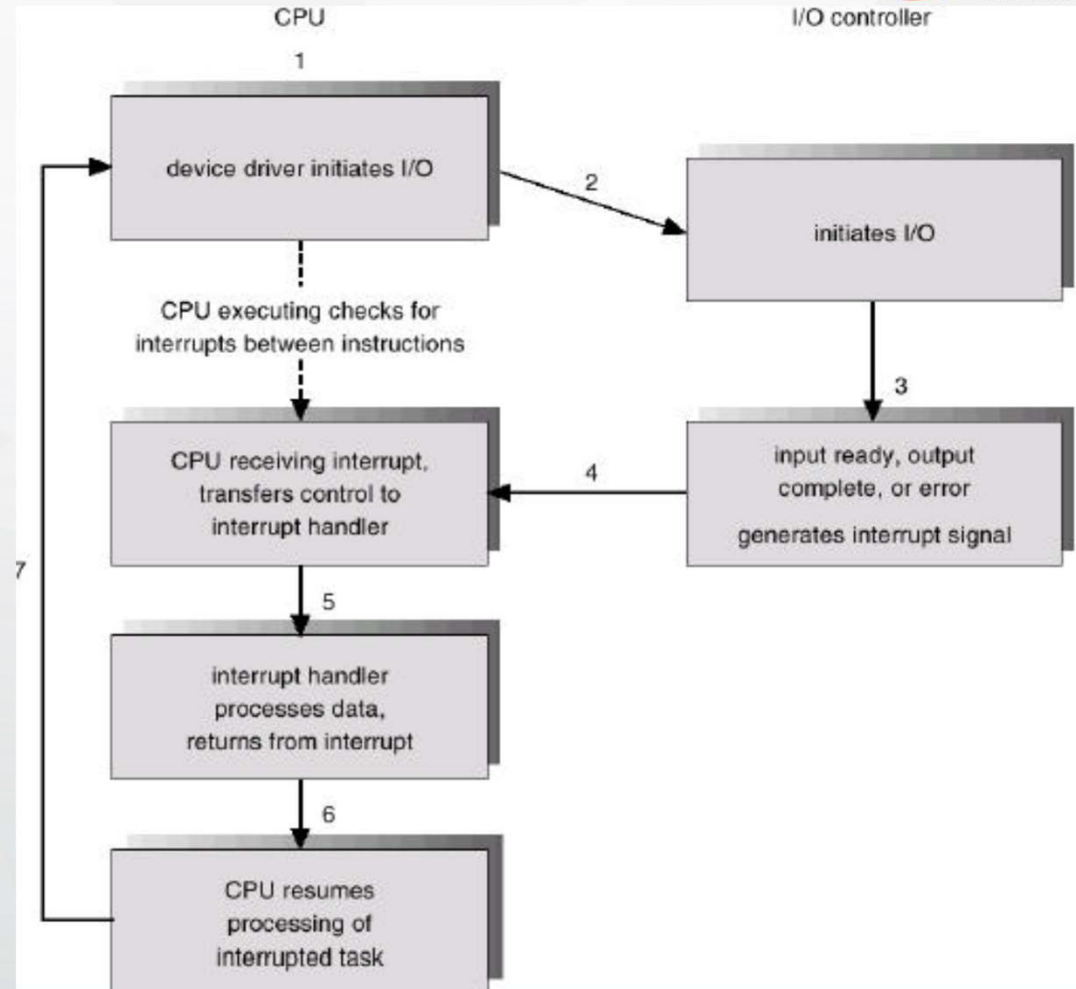 CPU
I/O controller
1
device driver initiates I/O
2
initiates I/O
CPU executing checks for
interrupts between instructions
3
CPU receiving interrupt,
transfers control to
interrupt handler
4
input ready, output
complete, or error
generates interrupt signal
7
5
interrupt handler
processes data,
returns from interrupt
6
CPU resumes
processing of
interrupted task